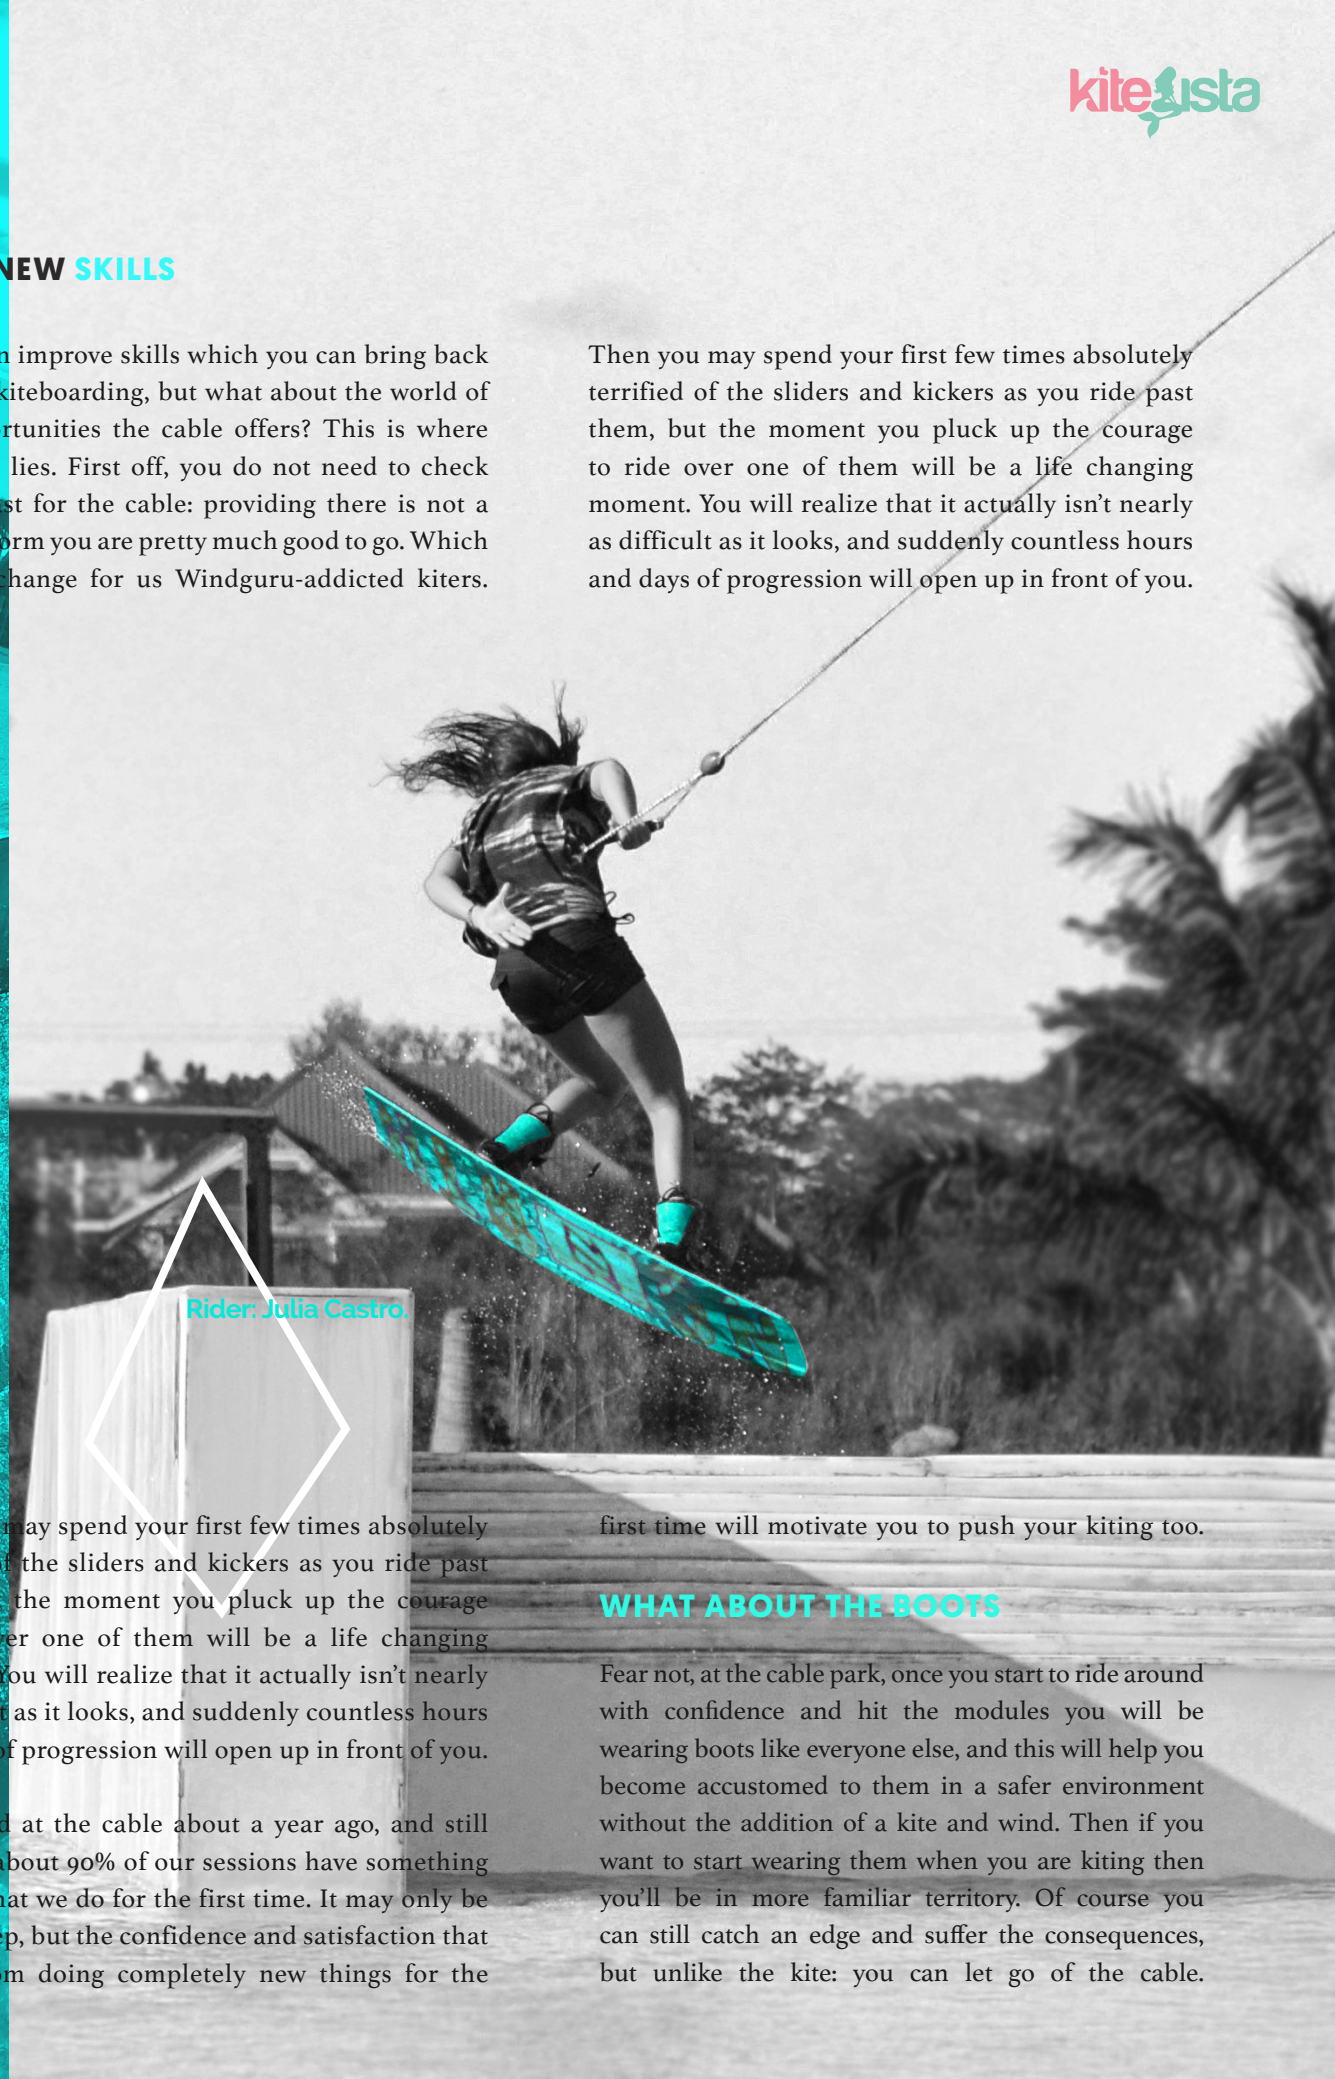 kitesista
NEW SKILLS
n improve skills which you can bring back
kiteboarding, but what about the world of
rtunities the cable offers? This is where
lies. First off, you do not need to check
st for the cable: providing there is not a
orm you are pretty much good to go. Which
change for us Windguru-addicted kiters.
Then you may spend your first few times absolutely
terrified of the sliders and kickers as you ride past
them, but the moment you pluck up the courage
to ride over one of them will be a life changing
moment. You will realize that it actually isn't nearly
as difficult as it looks, and suddenly countless hours
and days of progression will open up in front of you.
Rider: Julia Castro.
may spend your first few times absolutely
f the sliders and kickers as you ride past
the moment you pluck up the courage
er one of them will be a life changing
You will realize that it actually isn't nearly
t as it looks, and suddenly countless hours
of progression will open up in front of you.
d at the cable about a year ago, and still
about 90% of our sessions have something
hat we do for the first time. It may only be
ep, but the confidence and satisfaction that
om doing completely new things for the
first time will motivate you to push your kiting too.
WHAT ABOUT THE BOOTS
Fear not, at the cable park, once you start to ride around
with confidence and hit the modules you will be
wearing boots like everyone else, and this will help you
become accustomed to them in a safer environment
without the addition of a kite and wind. Then if you
want to start wearing them when you are kiting then
you'll be in more familiar territory. Of course you
can still catch an edge and suffer the consequences,
but unlike the kite: you can let go of the cable.